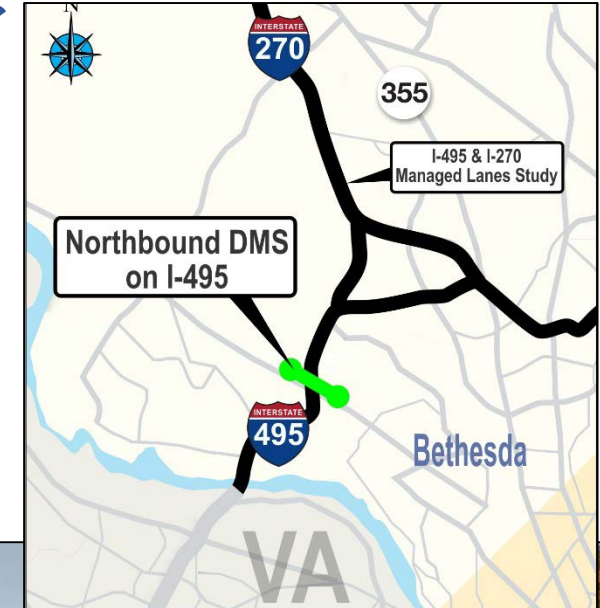 N
INTERSTATE
270
355
I-495 & I-270
Managed Lanes Study
Northbound DMS
on I-495
INTERSTATE
495
Bethesda
VA